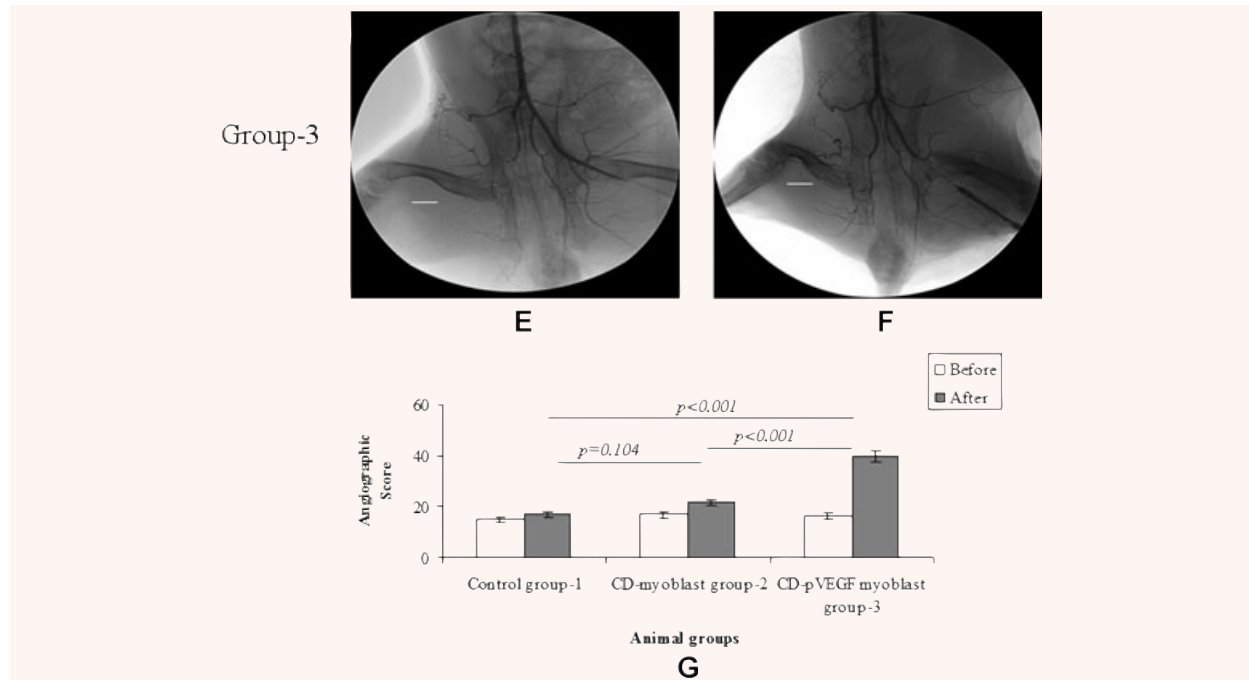 Group-3
E
F
Before
After
60
40
20
0
Angiographic
Score
p<0.001
p=0.104
p<0.001
Control group-1
CD-myoblast group-2
CD-pVEGF myoblast
group-3
Animal groups
G